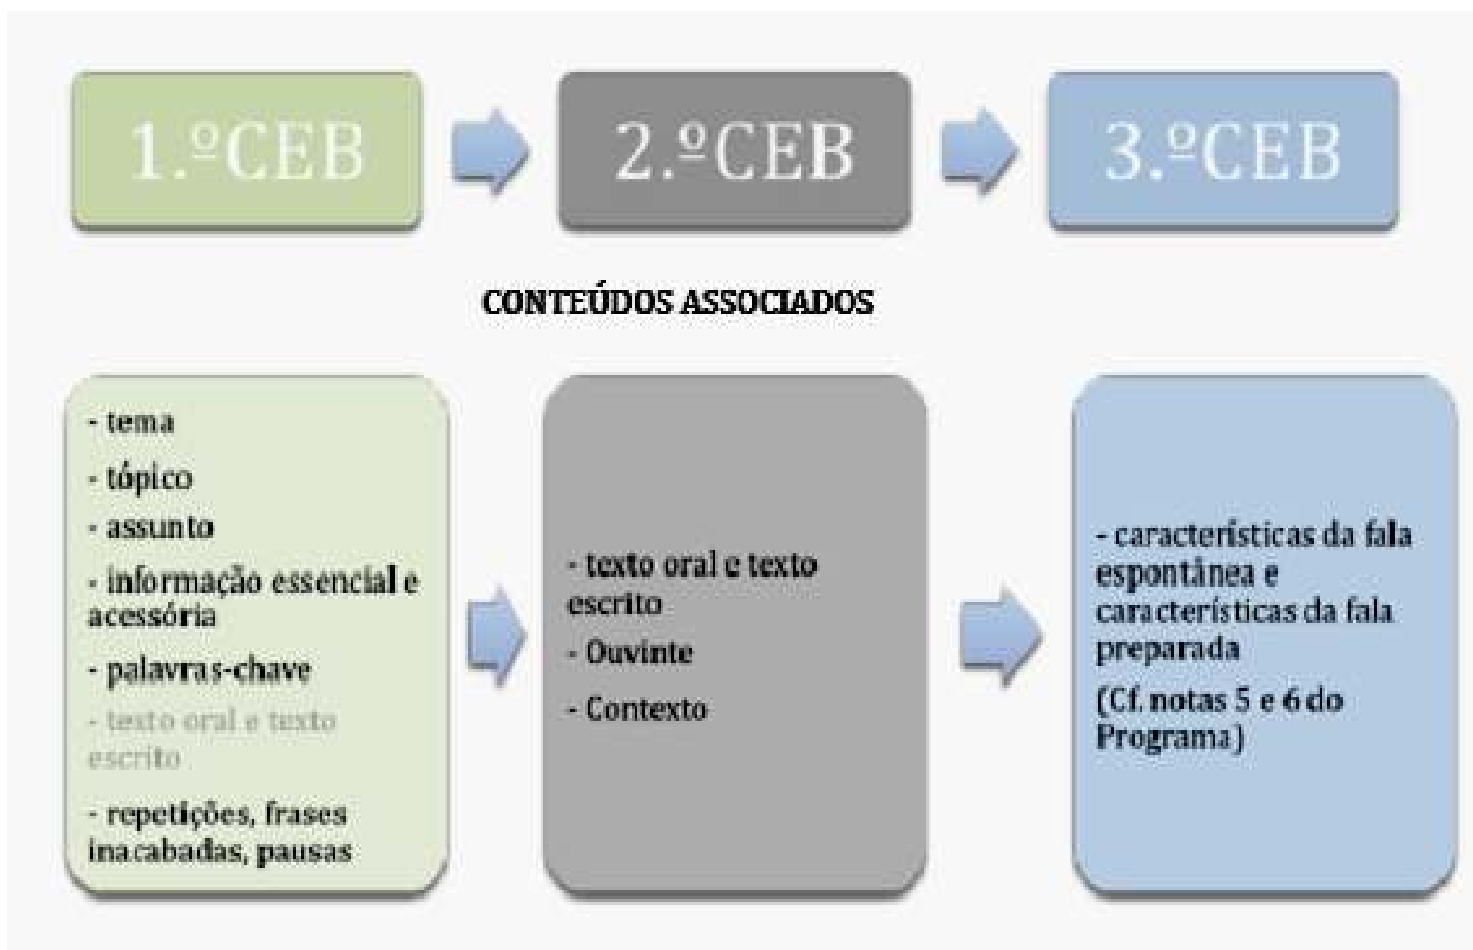 1.ºCEB
2.ºCEB
3.ºCEB
CONTEÚDOS ASSOCIADOS
- tema
- tópico
- assunto
- informação essencial e
acessória
- palavras-chave
- texto oral e texto
escrito
- repetições, frases
inacabadas, pausas
- texto oral e texto
escrito
- Ouvinte
- Contexto
- características da fala
espontânea e
características da fala
preparada
(Cf. notas 5 e 6 do
Programa)